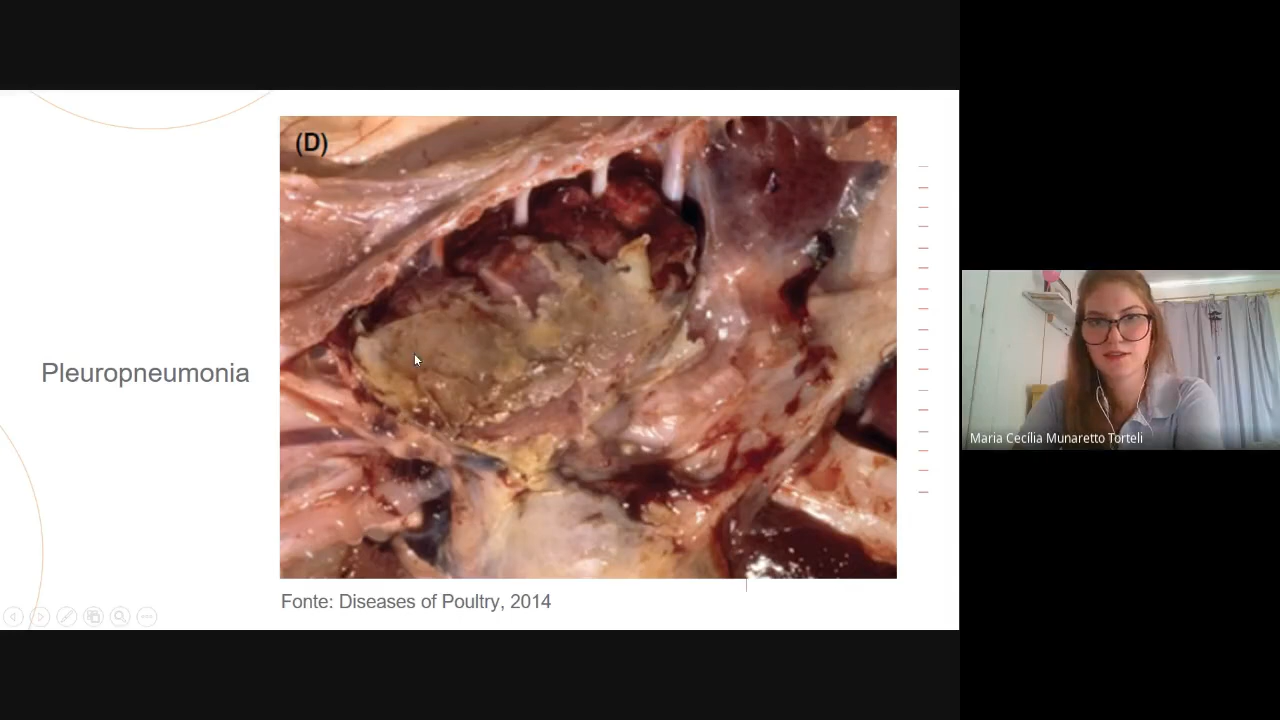 (D)
Pleuropneumonia
Fonte: Diseases of Poultry, 2014
Maria Cecília Munaretto Torteli